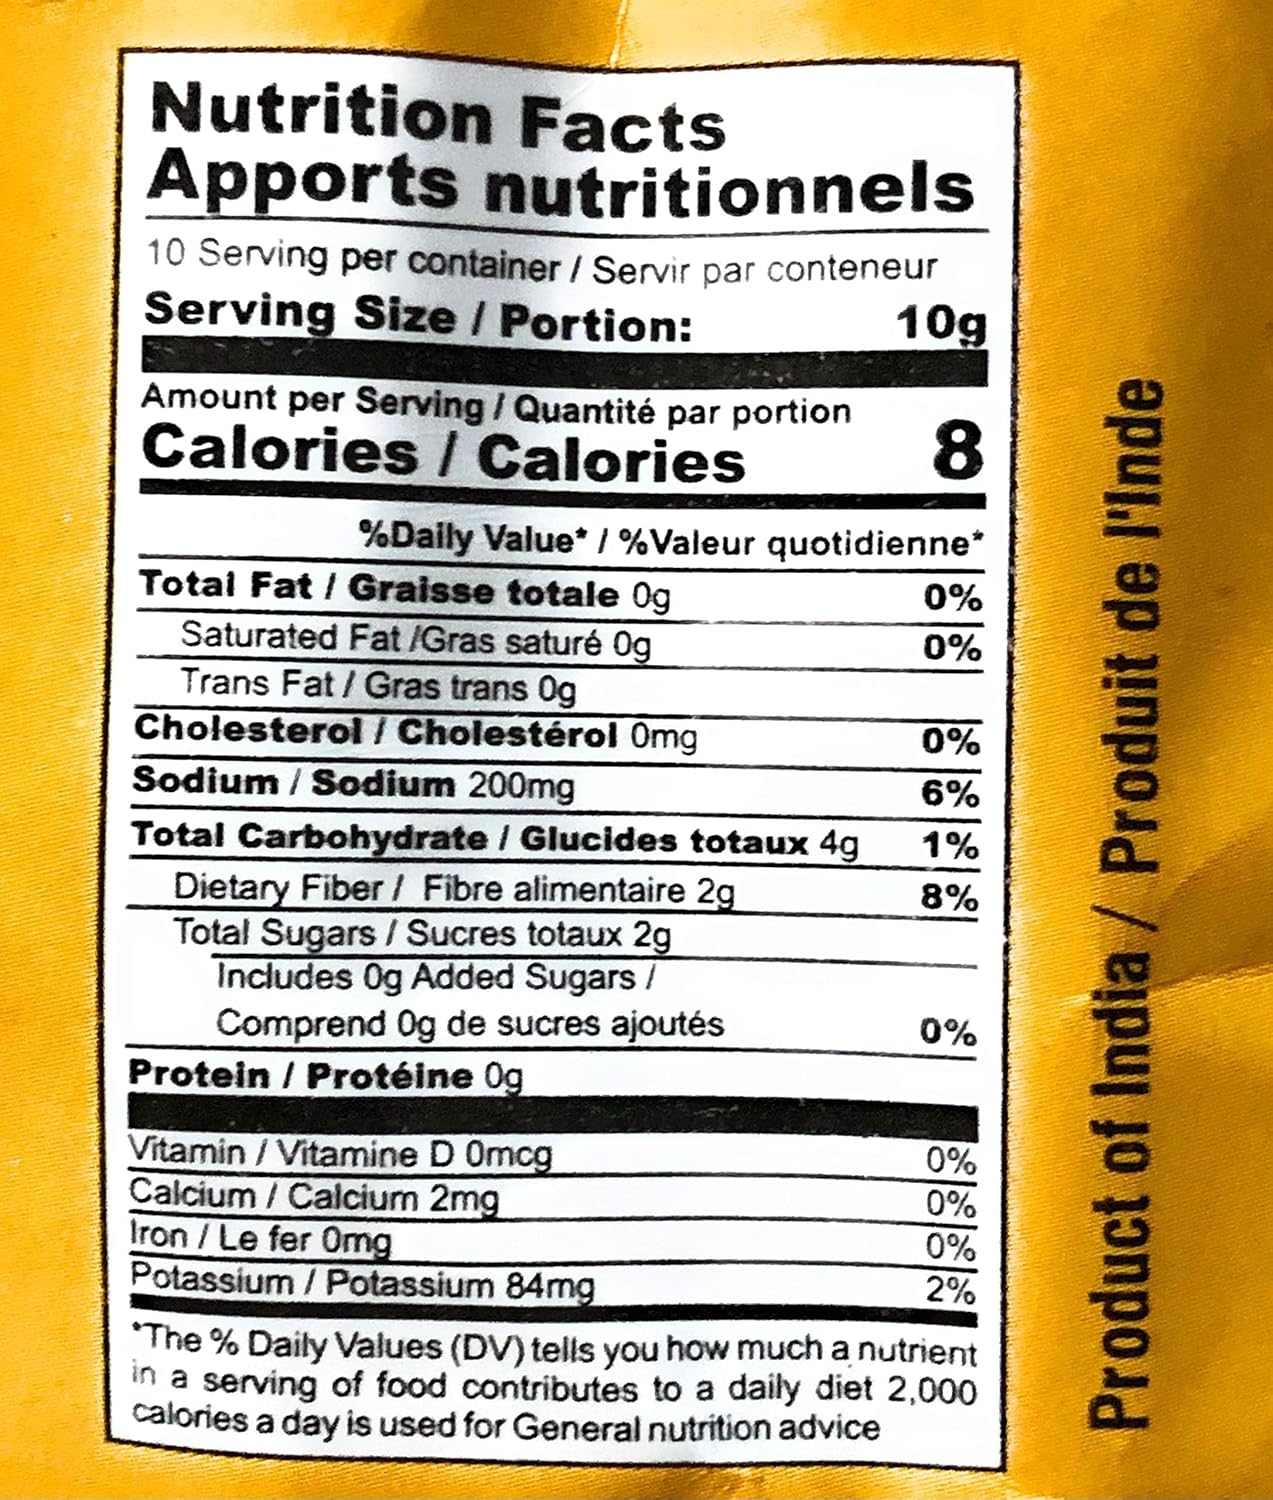 Nutrition Facts
Apports nutritionnels
10 Serving per container / Servir par conteneur
Serving Size / Portion: 10g
Amount per Serving / Quantité par portion
Calories / Calories 8
%Daily Value* / %Valeur quotidienne*
Total Fat / Graisse totale 0g 0%
Saturated Fat /Gras saturé 0g 0%
Trans Fat / Gras trans 0g
Cholesterol / Cholestérol 0mg 0%
Sodium / Sodium 200mg 6%
Total Carbohydrate / Glucides totaux 4g 1%
Dietary Fiber / Fibre alimentaire 2g 8%
Total Sugars / Sucres totaux 2g
Includes 0g Added Sugars /
Comprend 0g de sucres ajoutés 0%
Protein / Protéine 0g
Vitamin / Vitamine D 0mcg 0%
Calcium / Calcium 2mg 0%
Iron / Le fer 0mg 0%
Potassium / Potassium 84mg 2%
*The % Daily Values (DV) tells you how much a nutrient
in a serving of food contributes to a daily diet 2,000
calories a day is used for General nutrition advice
Product of India / Produit de l'Inde